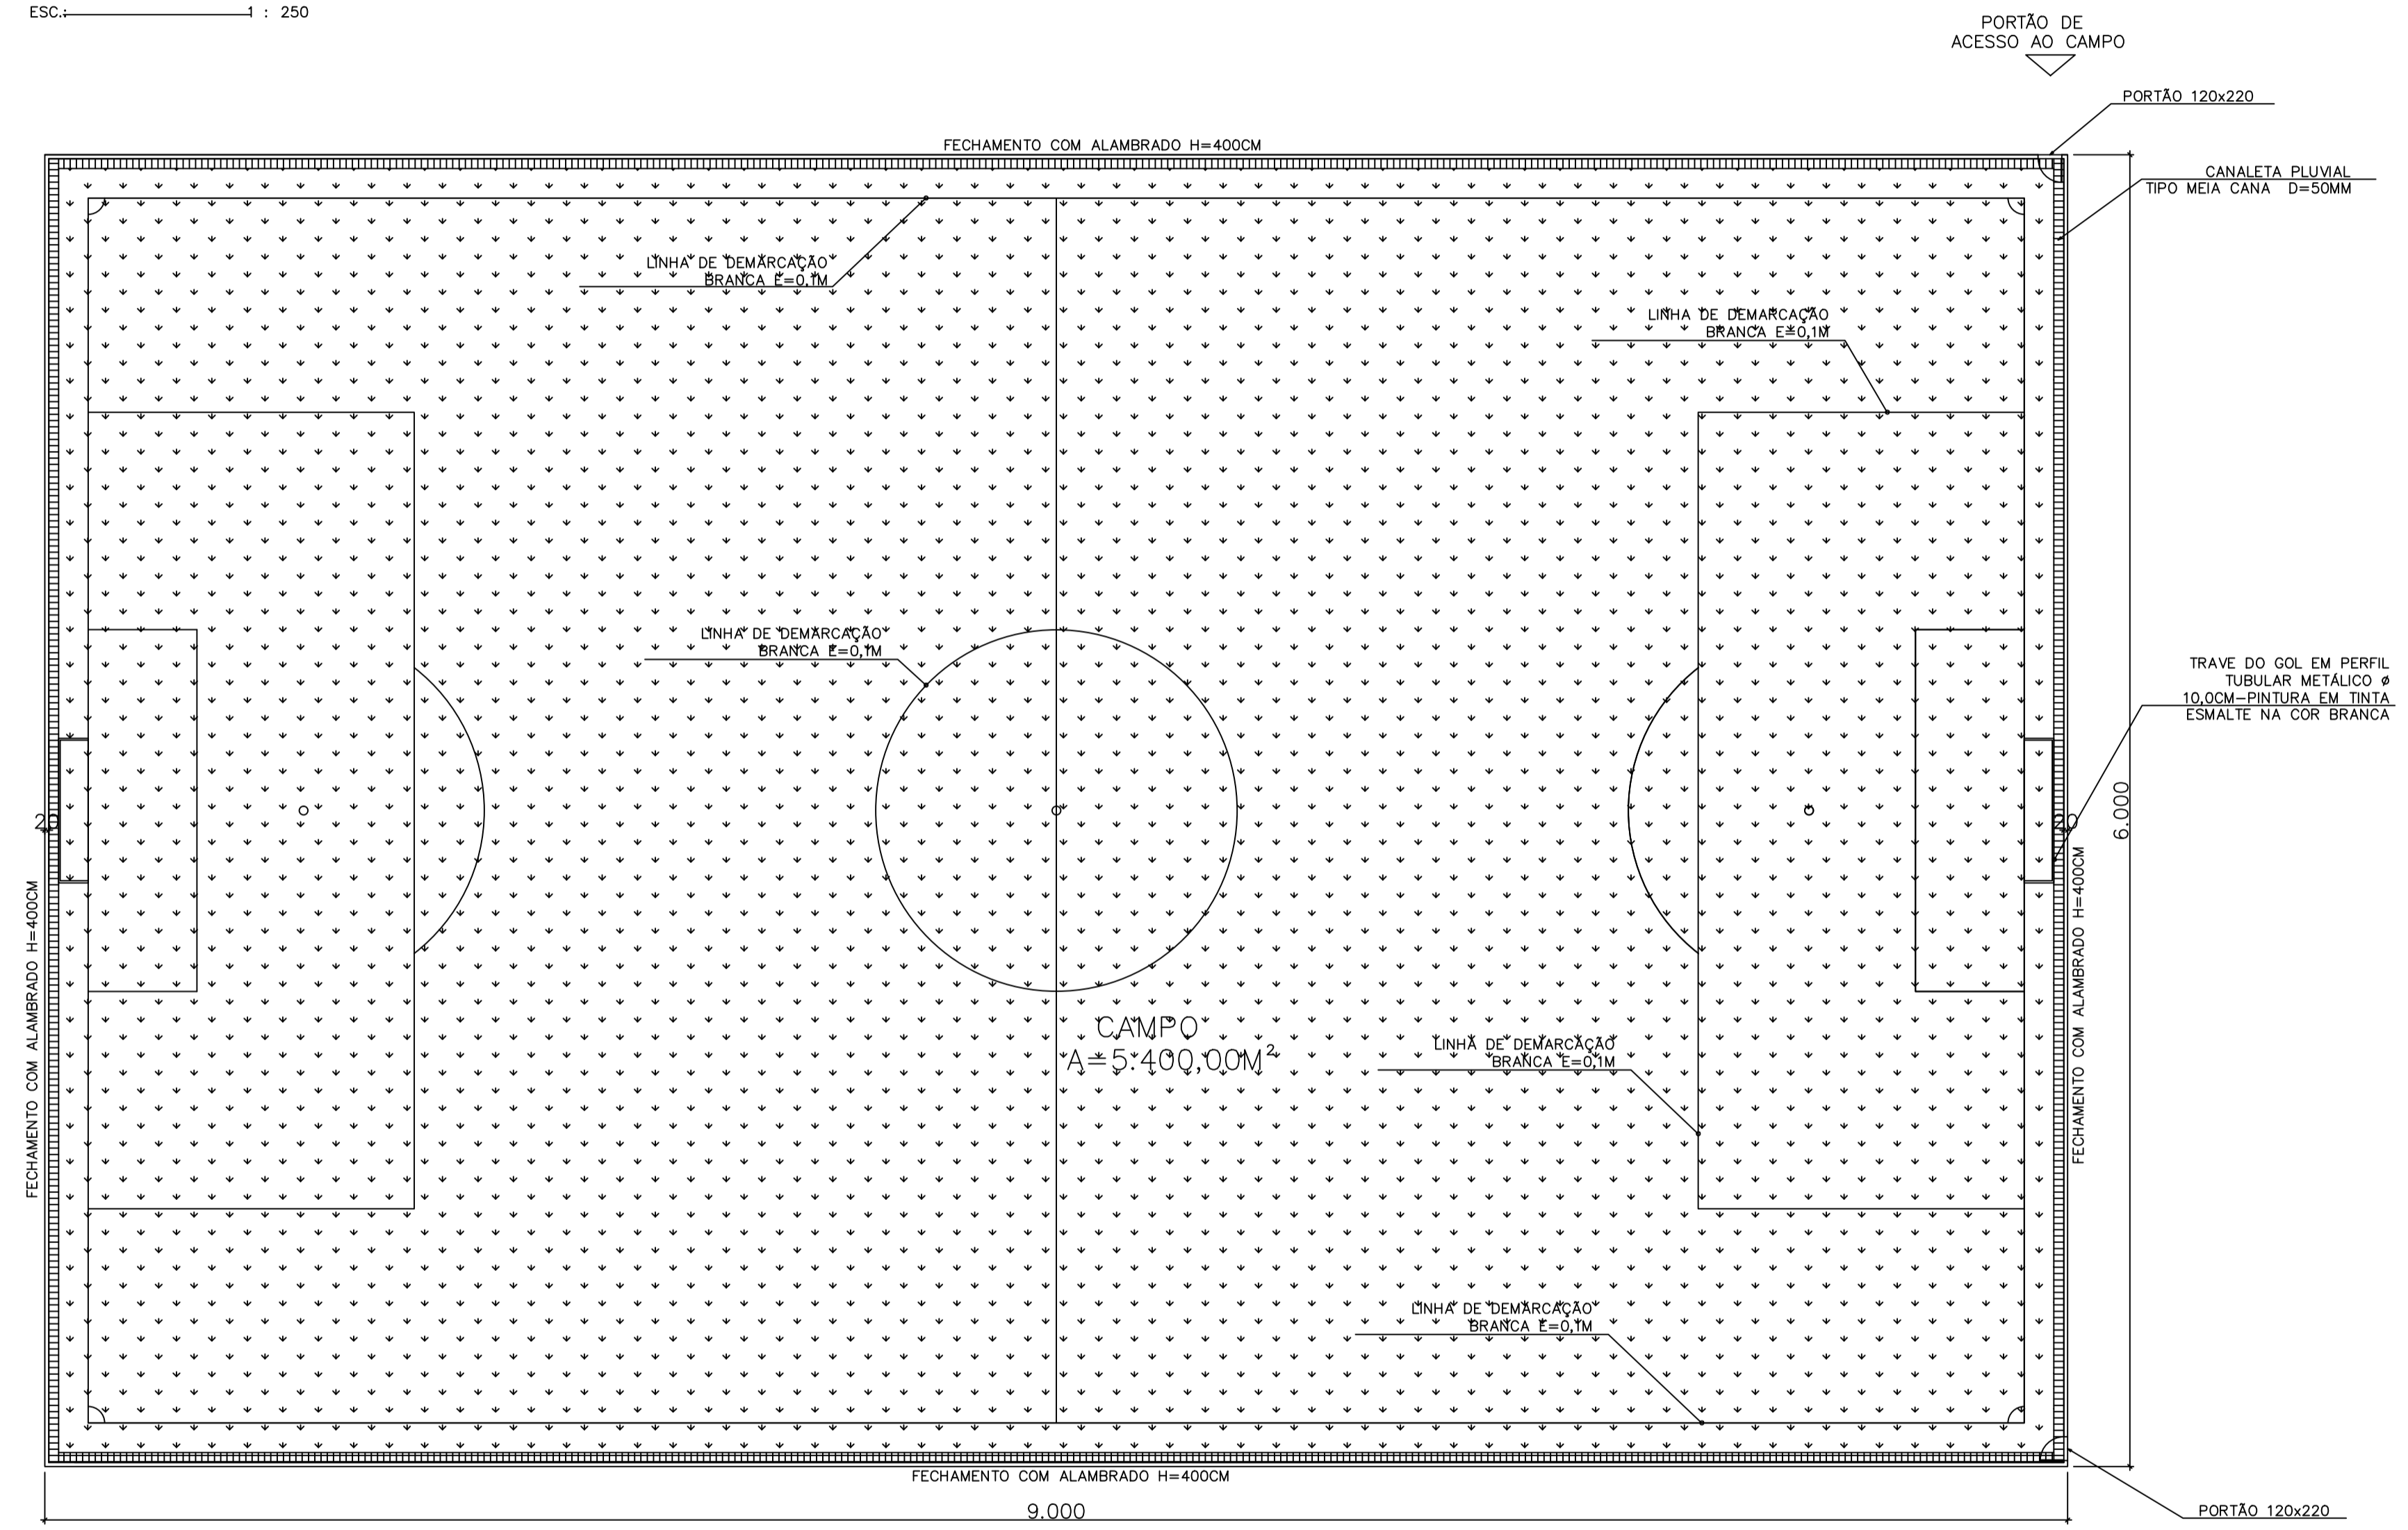 ESC.: 1 : 250
PORTÃO DE
ACESSO AO CAMPO
PORTÃO 120x220
FECHAMENTO COM ALAMBRADO H=400CM
CANALETA PLUVIAL
TIPO MEIA CANA D=50MM
LINHA DE DEMARCAÇÃO
BRANCA E=0,1M
LINHA DE DEMARCAÇÃO
BRANCA E=0,1M
LINHA DE DEMARCAÇÃO
BRANCA E=0,1M
TRAVE DO GOL EM PERFIL
TUBULAR METÁLICO Ø
10,0CM-PINTURA EM TINTA
ESMALTE NA COR BRANCA
20
20
6.000
FECHAMENTO COM ALAMBRADO H=400CM
FECHAMENTO COM ALAMBRADO H=400CM
CAMPO
A=5.400,00M²
LINHA DE DEMARCAÇÃO
BRANCA E=0,1M
LINHA DE DEMARCAÇÃO
BRANCA E=0,1M
FECHAMENTO COM ALAMBRADO H=400CM
9.000
PORTÃO 120x220